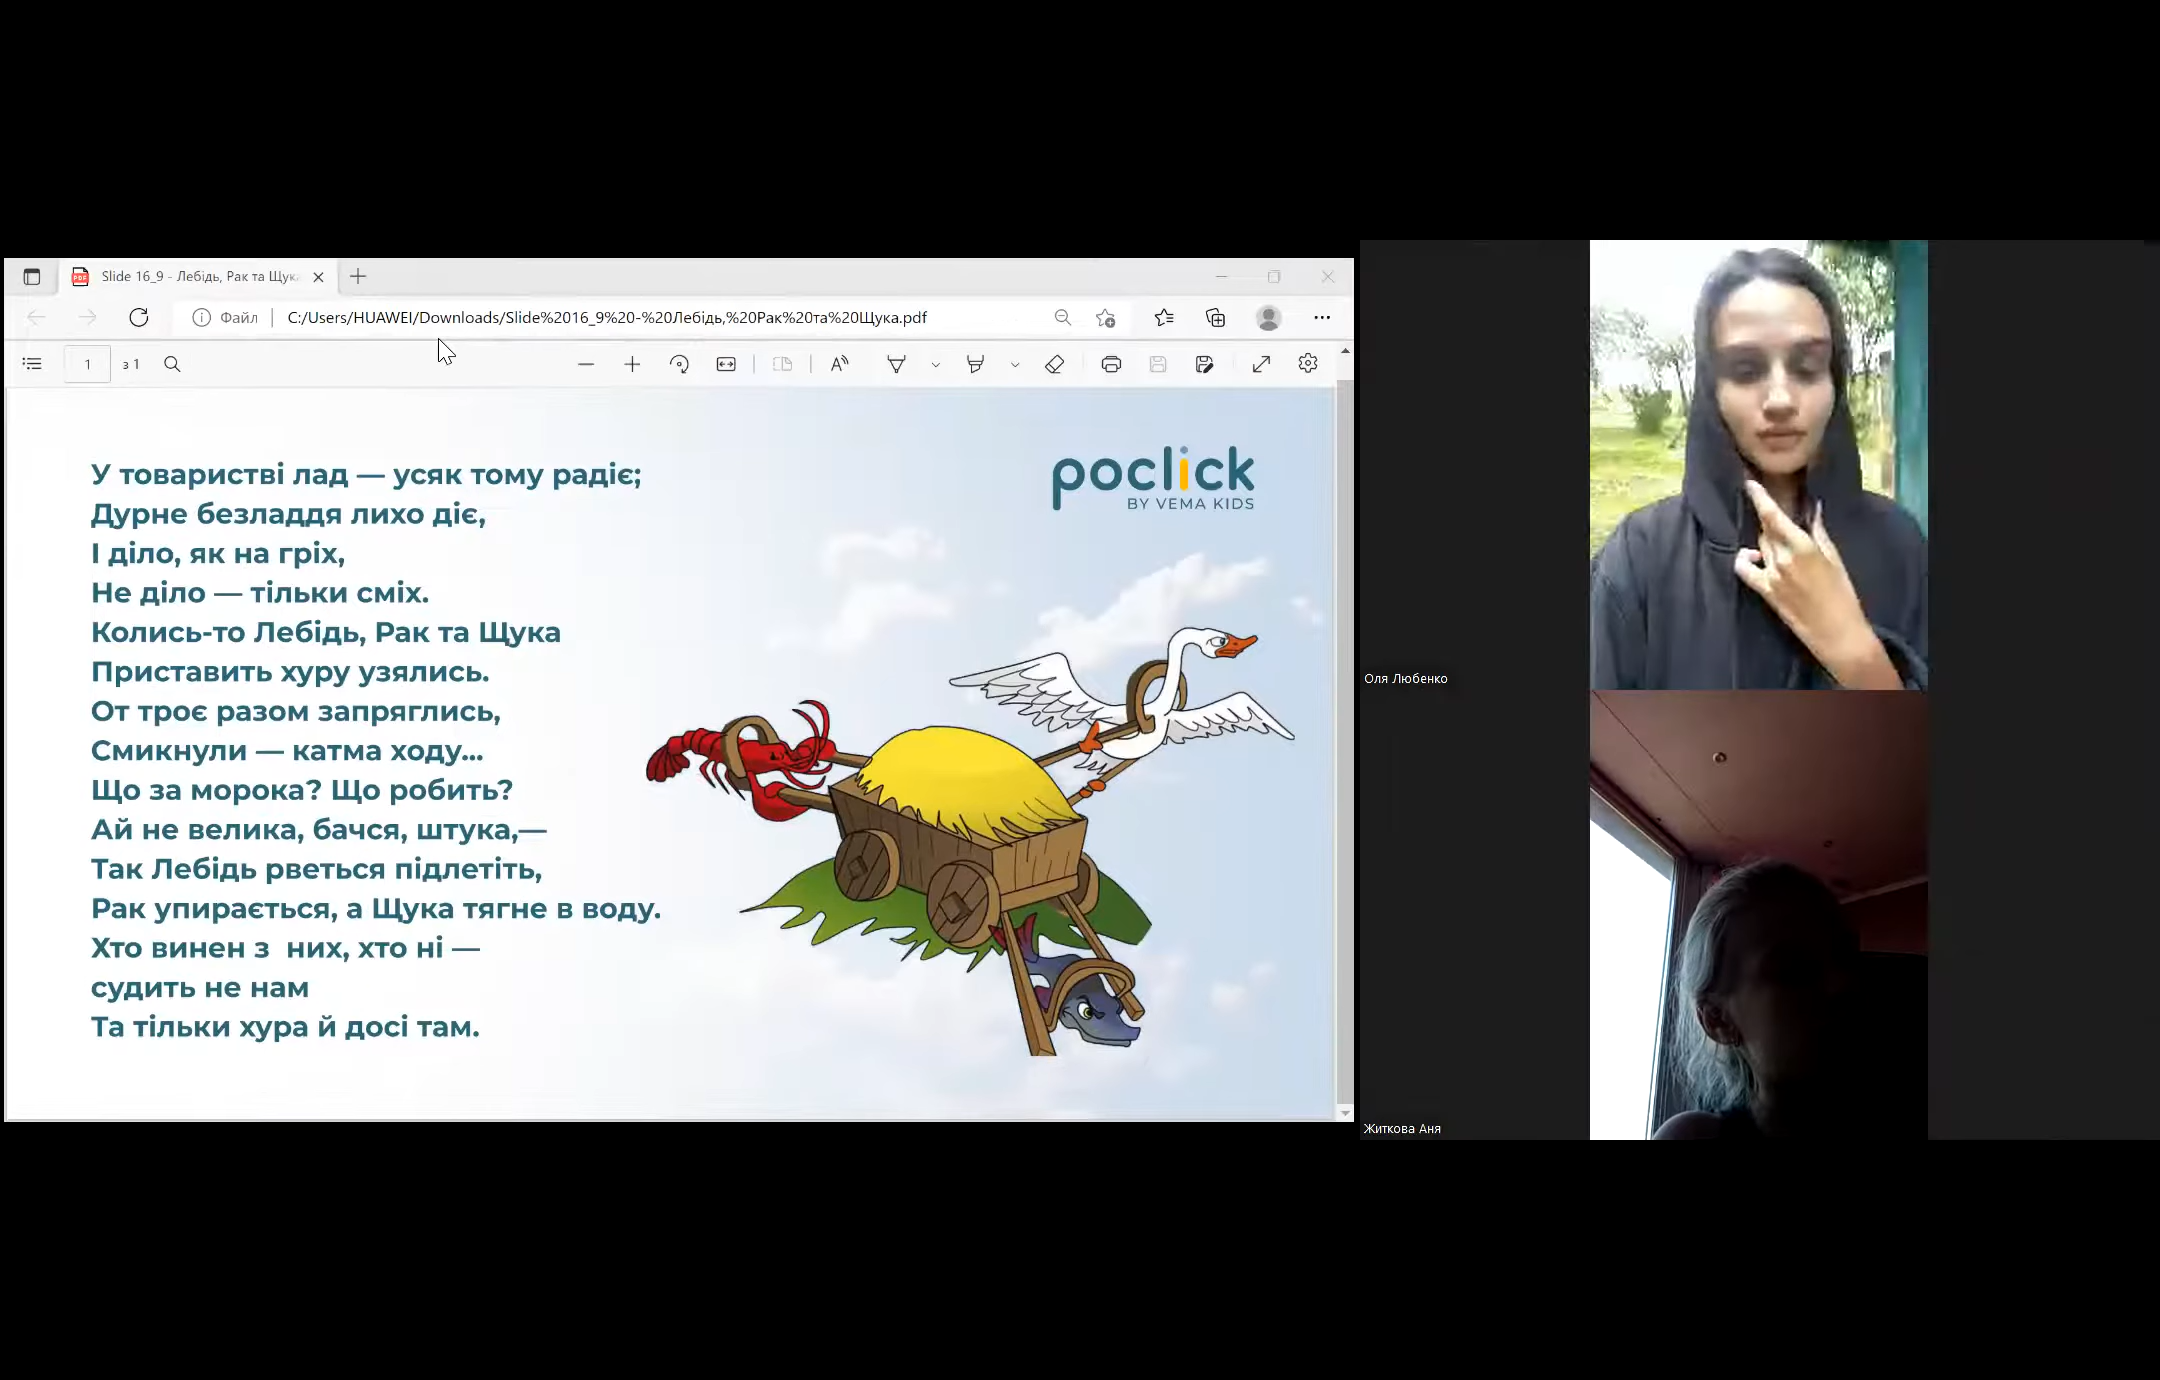 Slide 16_9 - Лебідь, Рак та Щук
Файл
C:/Users/HUAWEI/Downloads/Slide%2016_9%20-%20Лебідь,%20Рак%20та%20Щука.pdf
1 з 1
poclick
BY VEMA KIDS
У товаристві лад — усяк тому радіє;
Дурне безладдя лихо діє,
І діло, як на гріх,
Не діло — тільки сміх.
Колись-то Лебідь, Рак та Щука
Приставить хуру узялись.
От троє разом запряглись,
Смикнули — катма ходу...
Що за морока? Що робить?
Ай не велика, бачся, штука,—
Так Лебідь рветься підлетіть,
Рак упирається, а Щука тягне в воду.
Хто винен з  них, хто ні —
судить не нам
Та тільки хура й досі там.
Оля Любенко
Житкова Аня